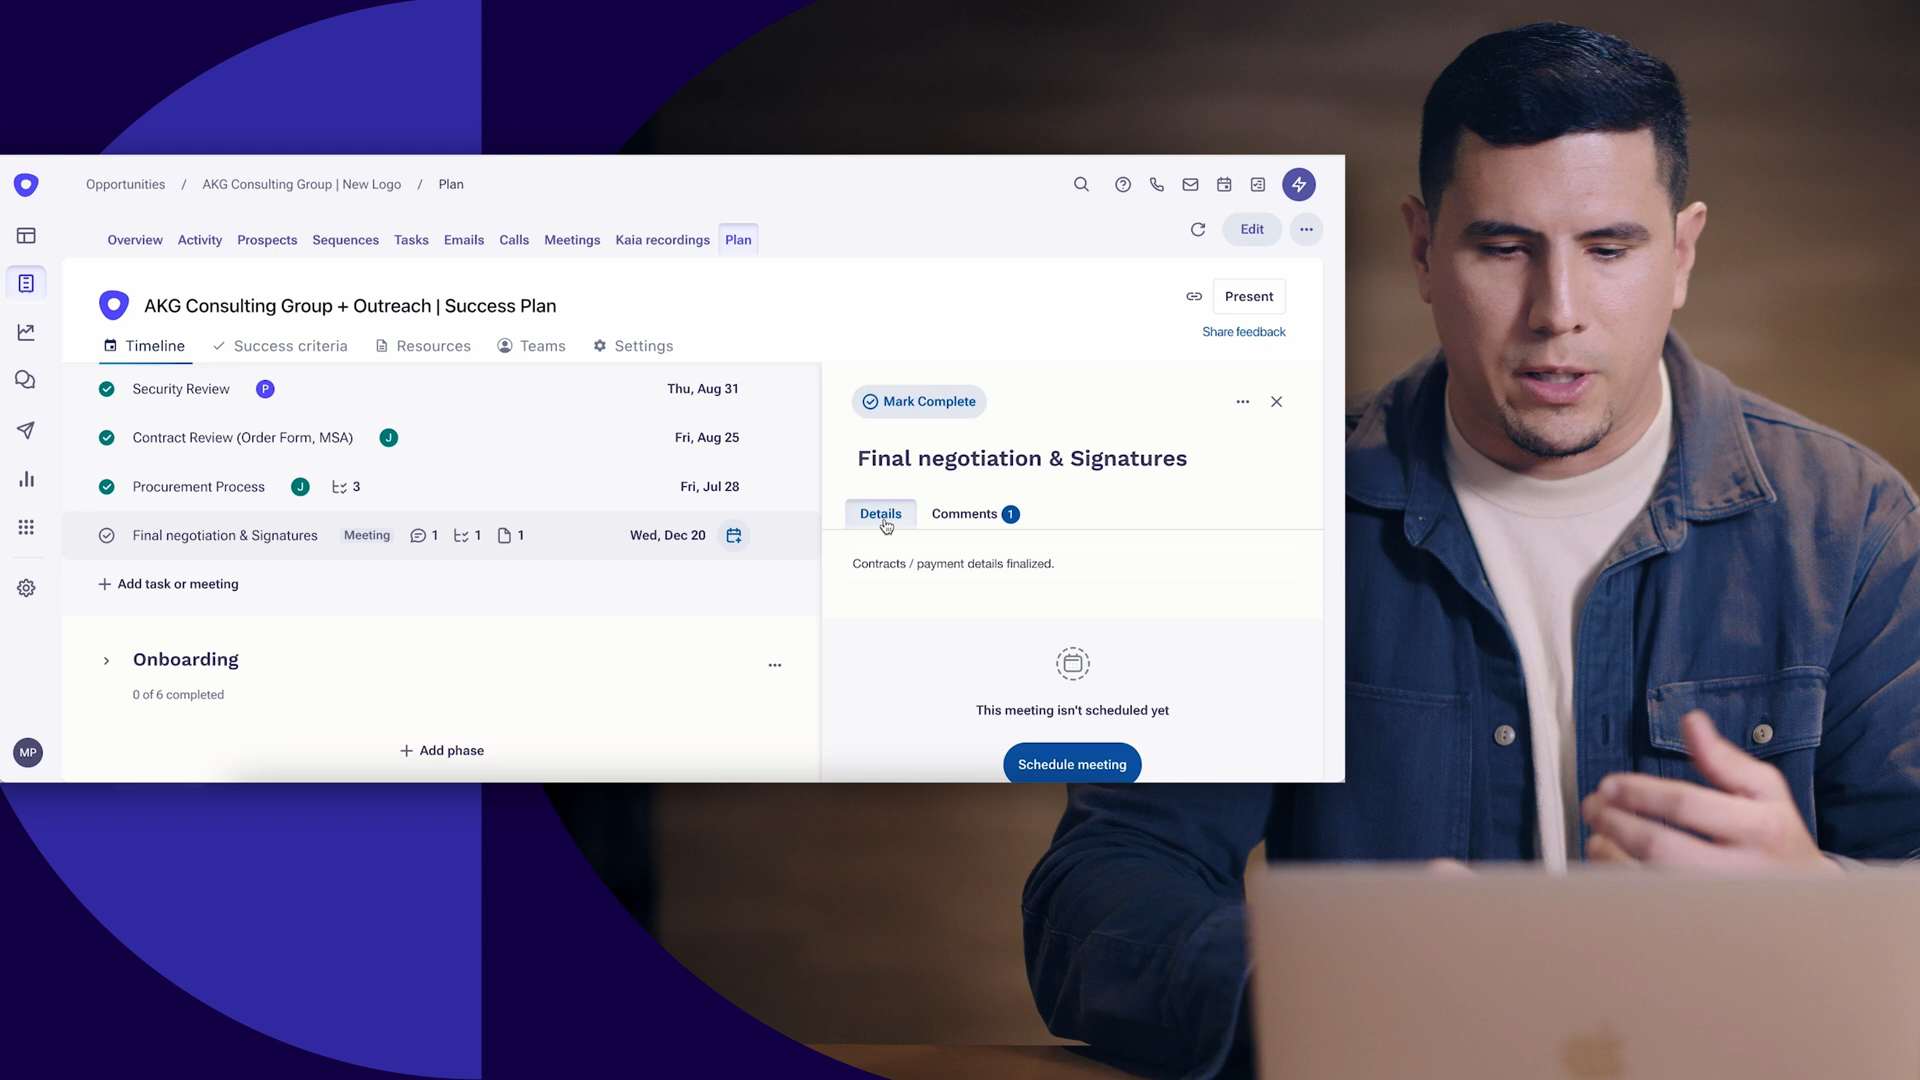 Opportunities / AKG Consulting Group | New Logo / Plan
Overview Activity Prospects Sequences Tasks Emails Calls Meetings Kaia recordings Plan
Edit
AKG Consulting Group + Outreach | Success Plan
Present
Share feedback
Timeline Success criteria Resources Teams Settings
Security Review P Thu, Aug 31
Contract Review (Order Form, MSA) J Fri, Aug 25
Procurement Process J 3 Fri, Jul 28
Final negotiation & Signatures Meeting 1 1 1 Wed, Dec 20
+ Add task or meeting
Onboarding
0 of 6 completed
+ Add phase
MP
Mark Complete
Final negotiation & Signatures
Details Comments 1
Contracts / payment details finalized.
This meeting isn't scheduled yet
Schedule meeting